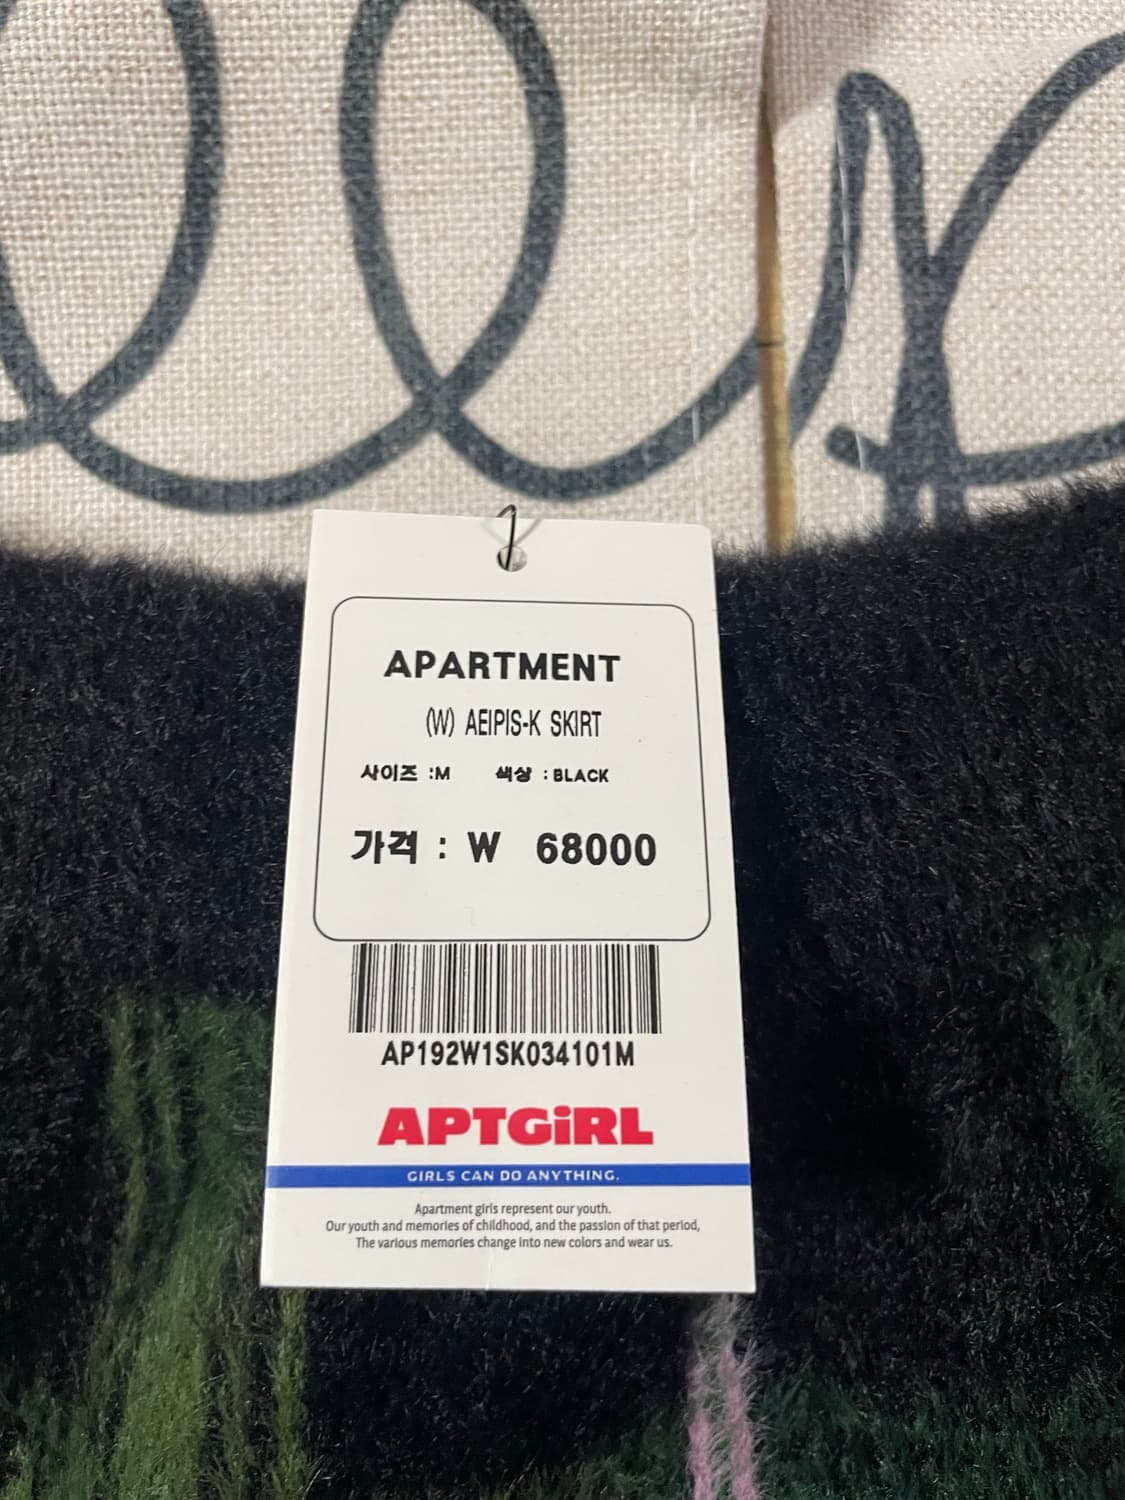 APARTMENT
(W) AEIPIS-K SKIRT
사이즈 :M 색상 : BLACK
가격 : W 68000
AP192W1SK034101M
APTGiRL
GIRLS CAN DO ANYTHING.
Apartment girls represent our youth.
Our youth and memories of childhood, and the passion of that period,
The various memories change into new colors and wear us.